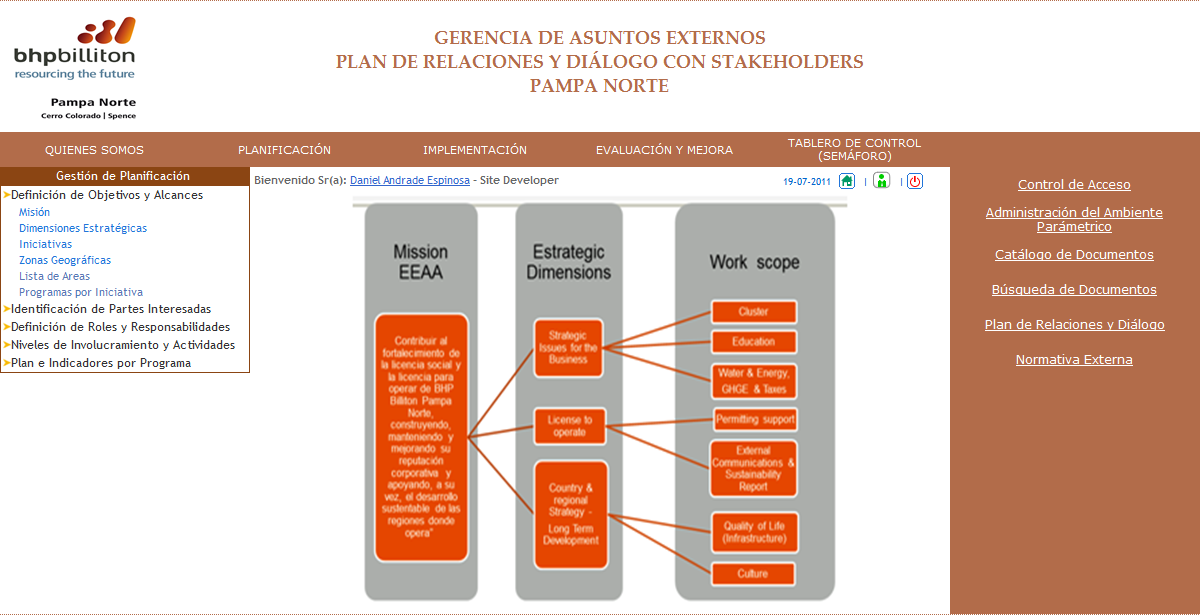 bhpbilliton
resourcing the future
Pampa Norte
Cerro Colorado | Spence
GERENCIA DE ASUNTOS EXTERNOS
PLAN DE RELACIONES Y DIÁLOGO CON STAKEHOLDERS
PAMPA NORTE
QUIENES SOMOS
PLANIFICACIÓN
IMPLEMENTACIÓN
EVALUACIÓN Y MEJORA
TABLERO DE CONTROL
(SEMÁFORO)
Gestión de Planificación
Definición de Objetivos y Alcances
Misión
Dimensiones Estratégicas
Iniciativas
Zonas Geográficas
Lista de Areas
Programas por Iniciativa
Identificación de Partes Interesadas
Definición de Roles y Responsabilidades
Niveles de Involucramiento y Actividades
Plan e Indicadores por Programa
Bienvenido Sr(a): Daniel Andrade Espinosa - Site Developer
19-07-2011 | |
Mission
EEAA
Contribuir al
fortalecimiento de
la licencia social y
la licencia para
operar de BHP
Billiton Pampa
Norte,
construyendo,
manteniendo y
mejorando su
reputación
corporativa y
apoyando, a su
vez, el desarrollo
sustentable de las
regiones donde
opera"
Estrategic
Dimensions
Strategic
Issues for the
Business
License to
operate
Country &
regional
Strategy -
Long Term
Development
Work scope
Cluster
Education
Water & Energy,
GHGE & Taxes
Permitting support
External
Communications &
Sustainability
Report
Quality of Life
(Infrastructure)
Culture
Control de Acceso
Administración del Ambiente
Parámetrico
Catálogo de Documentos
Búsqueda de Documentos
Plan de Relaciones y Diálogo
Normativa Externa